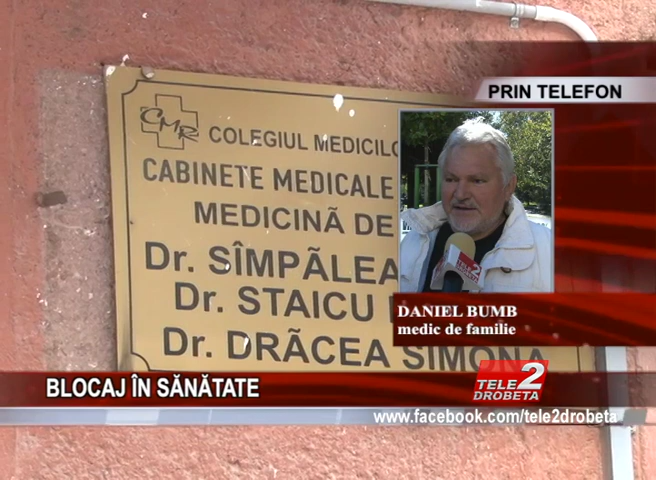 PRIN TELEFON
CMR
COLEGIUL MEDICILO
CABINETE MEDICALE
MEDICINĂ DE
Dr. SÎMPĂLEA
Dr. STAICU
Dr. DRĂCEA SIMONA
DANIEL BUMB
medic de familie
BLOCAJ ÎN SĂNĂTATE
TELE 2
DROBETA
www.facebook.com/tele2drobeta